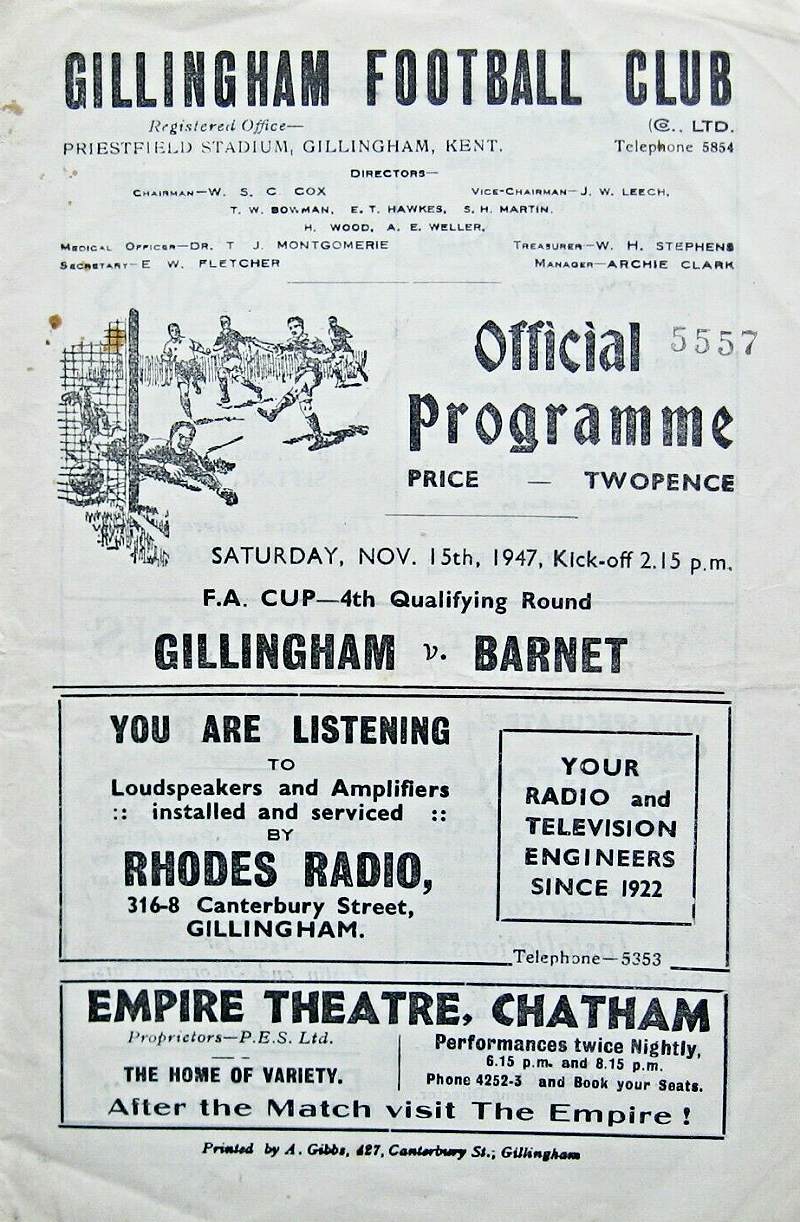 GILLINGHAM FOOTBALL CLUB
Registered Office— (Co., LTD.
PRIESTFIELD STADIUM, GILLINGHAM, KENT. Telephone 5854
DIRECTORS—
CHAIRMAN—W. S. C COX VICE-CHAIRMAN—J. W. LEECH,
T. W. BOWMAN, E. T. HAWKES, S. H. MARTIN,
H. WOOD, A. E. WELLER,
MEDICAL OFFICER—DR. T J. MONTGOMERIE TREASURER—W. H. STEPHENS
SECRETARY—E W. FLETCHER MANAGER—ARCHIE CLARK
Official 5557
Programme
PRICE — TWOPENCE
SATURDAY, NOV. 15th, 1947, Kick-off 2.15 p.m.
F.A. CUP—4th Qualifying Round
GILLINGHAM v. BARNET
YOU ARE LISTENING
TO
Loudspeakers and Amplifiers
:: installed and serviced ::
BY
RHODES RADIO,
316-8 Canterbury Street,
GILLINGHAM.
YOUR
RADIO and
TELEVISION
ENGINEERS
SINCE 1922
Telephone—5353
EMPIRE THEATRE, CHATHAM
Proprietors—P.E.S. Ltd.
THE HOME OF VARIETY.
Performances twice Nightly,
6.15 p.m. and 8.15 p.m.
Phone 4252-3 and Book your Seats.
After the Match visit The Empire !
Printed by A. Gibbs, 427, Canterbury St.; Gillingham